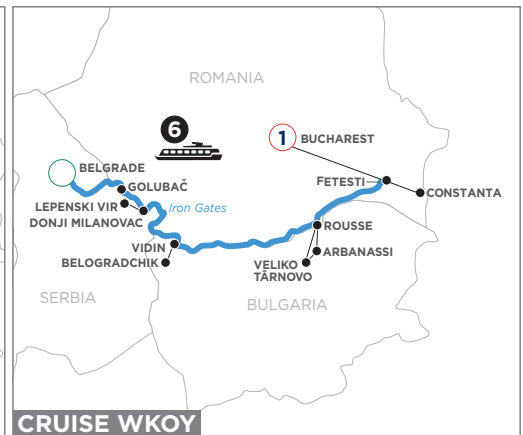 ROMANIA
6
1 BUCHAREST
BELGRADE
GOLUBAČ
FETESTI
CONSTANTA
LEPENSKI VIR
Iron Gates
DONJI MILANOVAC
ROUSSE
VIDIN
ARBANASSI
BELOGRADCHIK
VELIKO
TÂRNOVO
SERBIA
BULGARIA
CRUISE WKOY